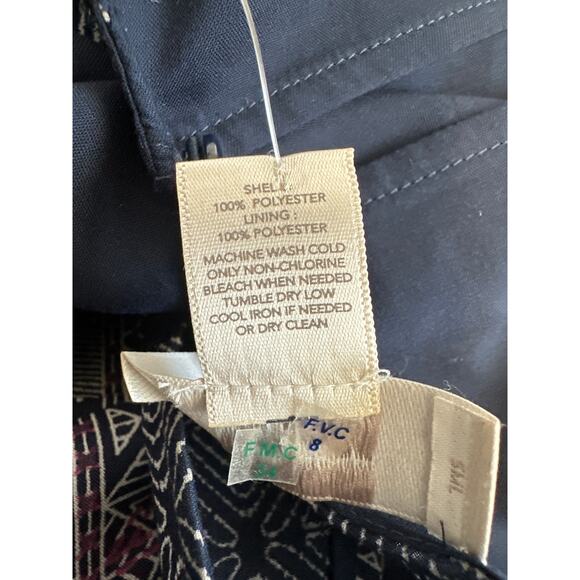 SHELL :
100% POLYESTER
LINING :
100% POLYESTER
MACHINE WASH COLD
ONLY NON-CHLORINE
BLEACH WHEN NEEDED
TUMBLE DRY LOW
COOL IRON IF NEEDED
OR DRY CLEAN
F.V.C
8
F.M.C
34